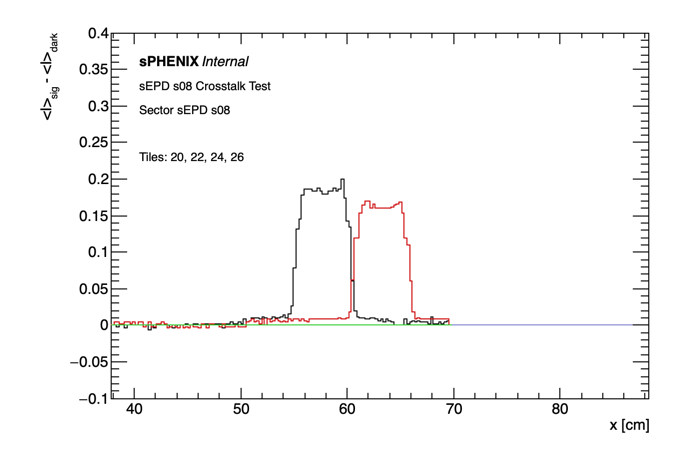 <I>sig - <I>dark
0.4
0.35
0.3
0.25
0.2
0.15
0.1
0.05
0
−0.05
−0.1
sPHENIX Internal
sEPD s08 Crosstalk Test
Sector sEPD s08
Tiles: 20, 22, 24, 26
40 50 60 70 80
x [cm]